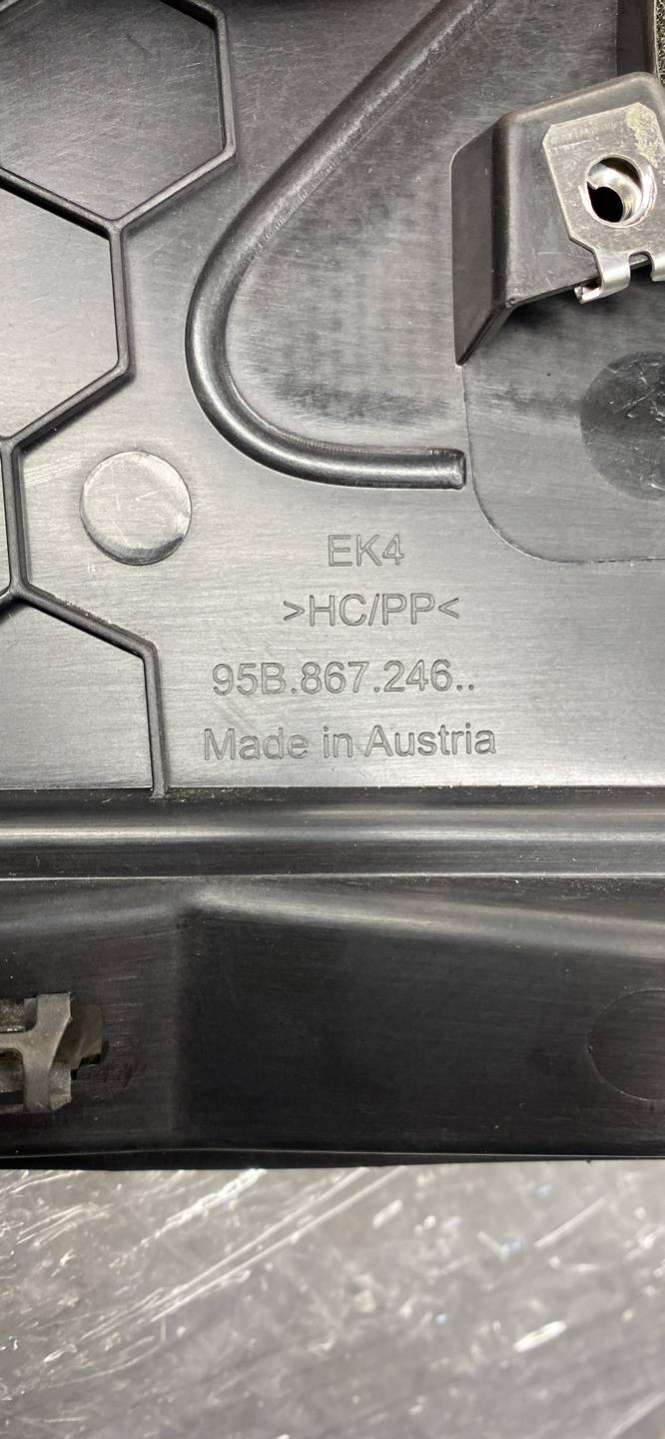 EK4
>HC/PP<
95B.867.246..
Made in Austria